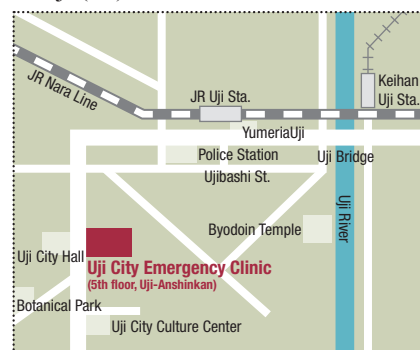 JR Nara Line
JR Uji Sta.
Keihan
Uji Sta.
YumeriaUji
Police Station
Uji Bridge
Ujibashi St.
Uji River
Byodoin Temple
Uji City Hall
Uji City Emergency Clinic
(5th floor, Uji-Anshinkan)
Botanical Park
Uji City Culture Center